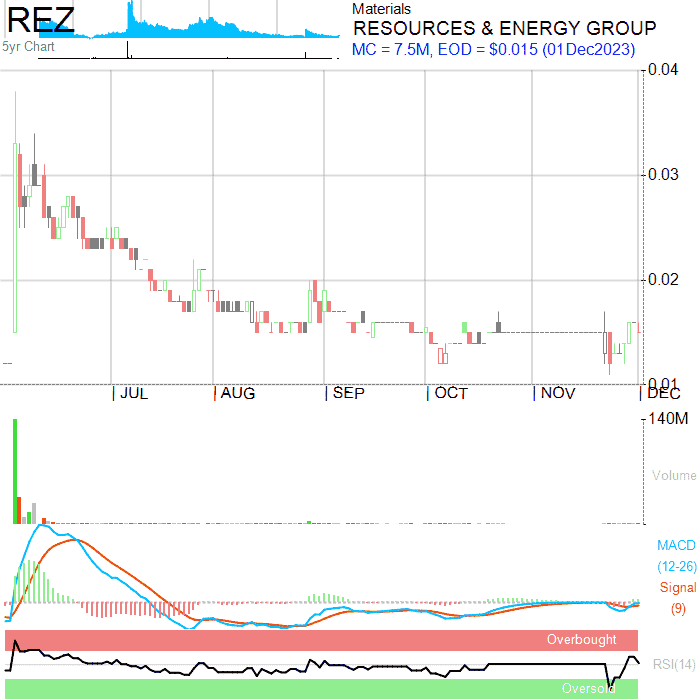 REZ
5yr Chart
Materials
RESOURCES & ENERGY GROUP
MC = 7.5M, EOD = $0.015 (01Dec2023)
0.04
0.03
0.02
0.01
| JUL | AUG | SEP | OCT | NOV | DEC
140M
Volume
MACD
(12-26)
Signal
(9)
Overbought
RSI(14)
Oversold